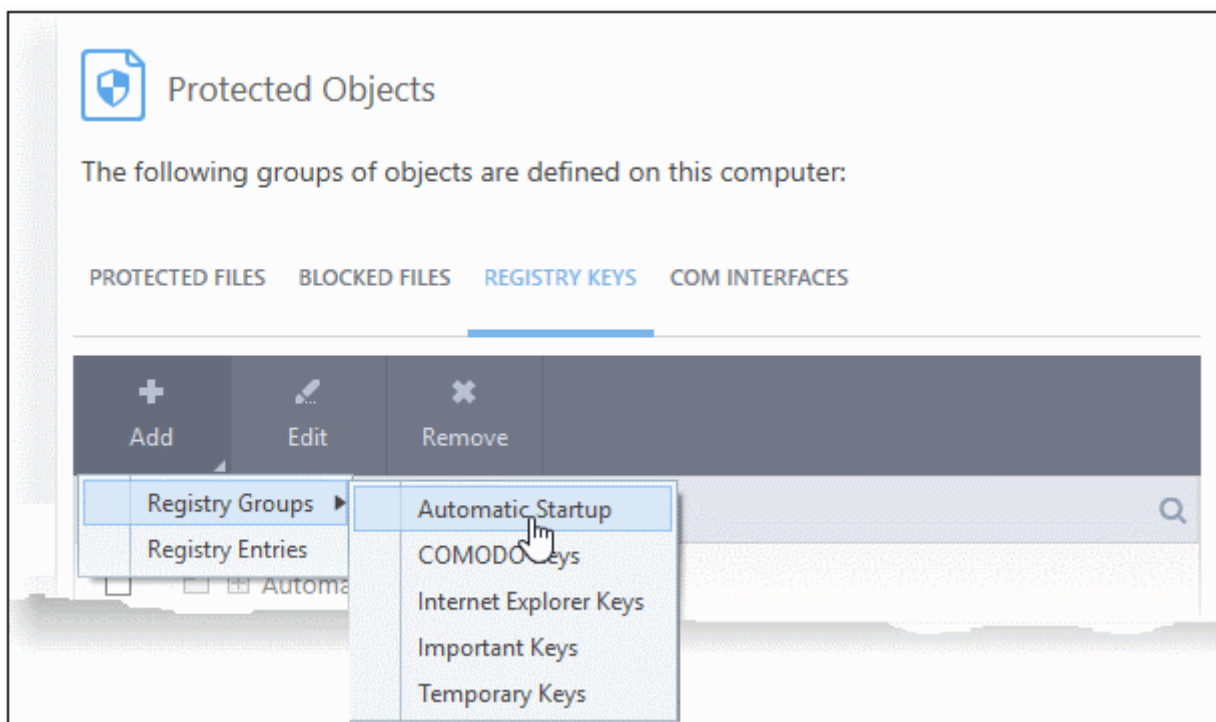 Protected Objects
The following groups of objects are defined on this computer:
PROTECTED FILES BLOCKED FILES REGISTRY KEYS COM INTERFACES
Add Edit Remove
Registry Groups
Registry Entries
Automatic Startup
COMODO Keys
Internet Explorer Keys
Important Keys
Temporary Keys